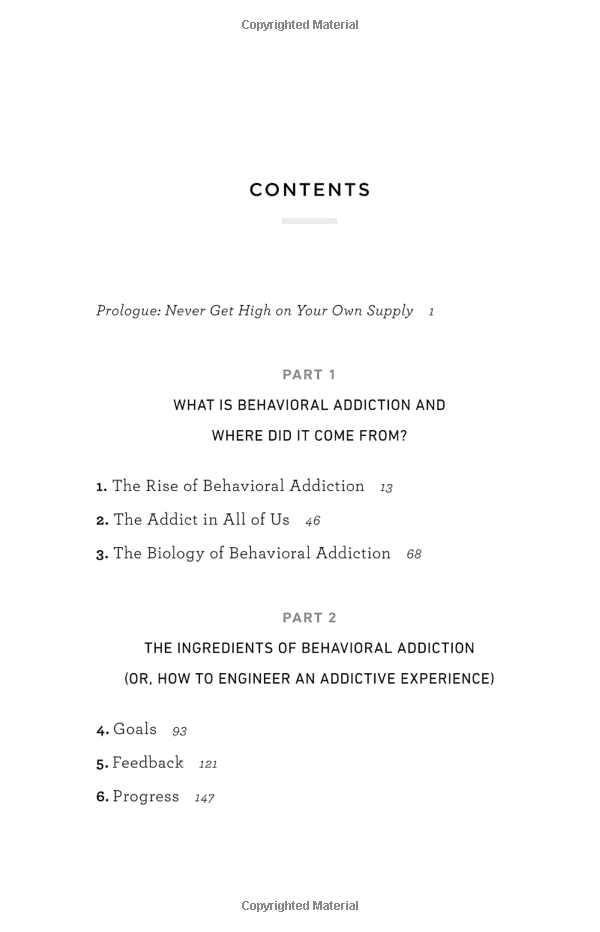 Copyrighted Material
CONTENTS
Prologue: Never Get High on Your Own Supply 1
PART 1
WHAT IS BEHAVIORAL ADDICTION AND
WHERE DID IT COME FROM?
1. The Rise of Behavioral Addiction 13
2. The Addict in All of Us 46
3. The Biology of Behavioral Addiction 68
PART 2
THE INGREDIENTS OF BEHAVIORAL ADDICTION
(OR, HOW TO ENGINEER AN ADDICTIVE EXPERIENCE)
4. Goals 93
5. Feedback 121
6. Progress 147
Copyrighted Material